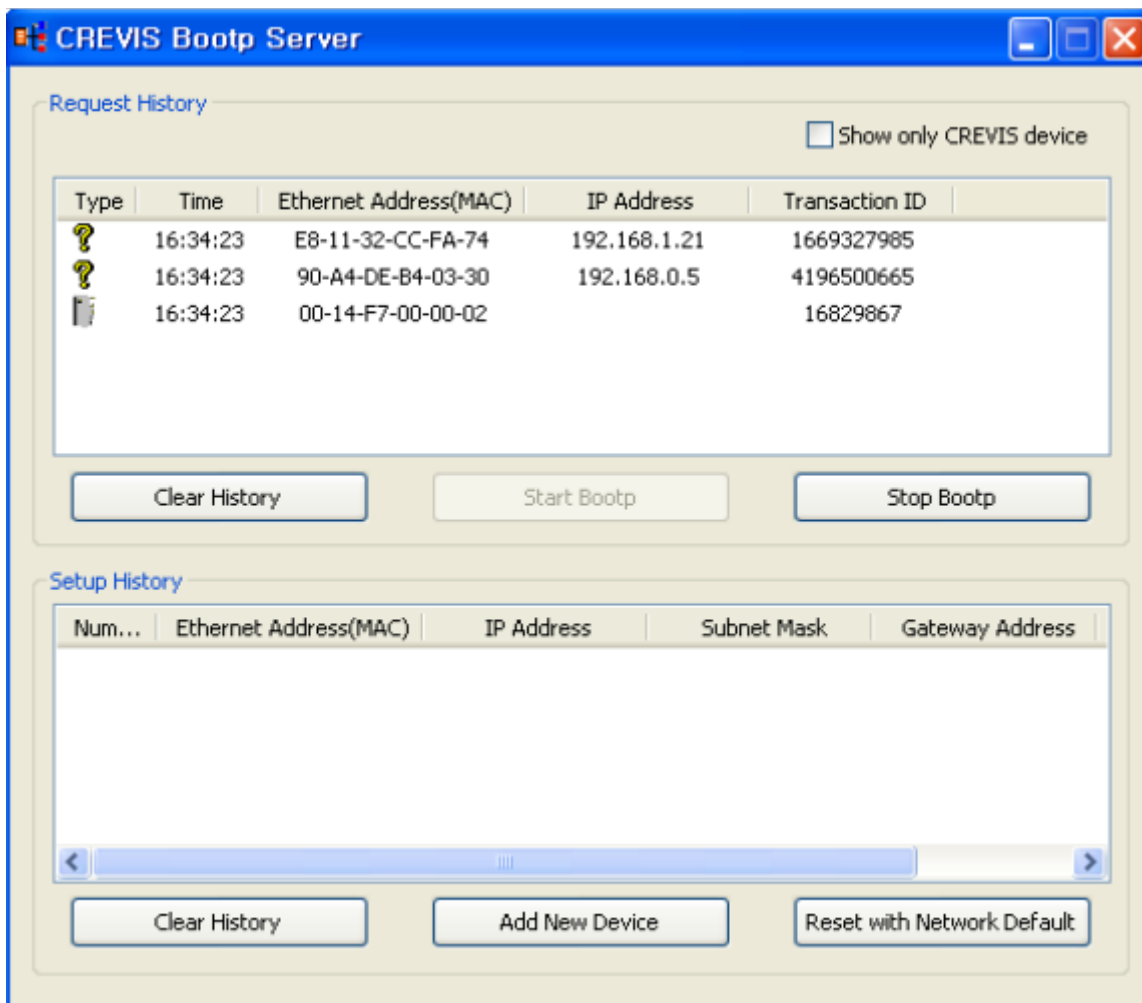 CREVIS Bootp Server
Request History
Show only CREVIS device
Type Time Ethernet Address(MAC) IP Address Transaction ID
16:34:23 E8-11-32-CC-FA-74 192.168.1.21 1669327985
16:34:23 90-A4-DE-B4-03-30 192.168.0.5 4196500665
16:34:23 00-14-F7-00-00-02 16829867
Clear History Start Bootp Stop Bootp
Setup History
Num... Ethernet Address(MAC) IP Address Subnet Mask Gateway Address
Clear History Add New Device Reset with Network Default